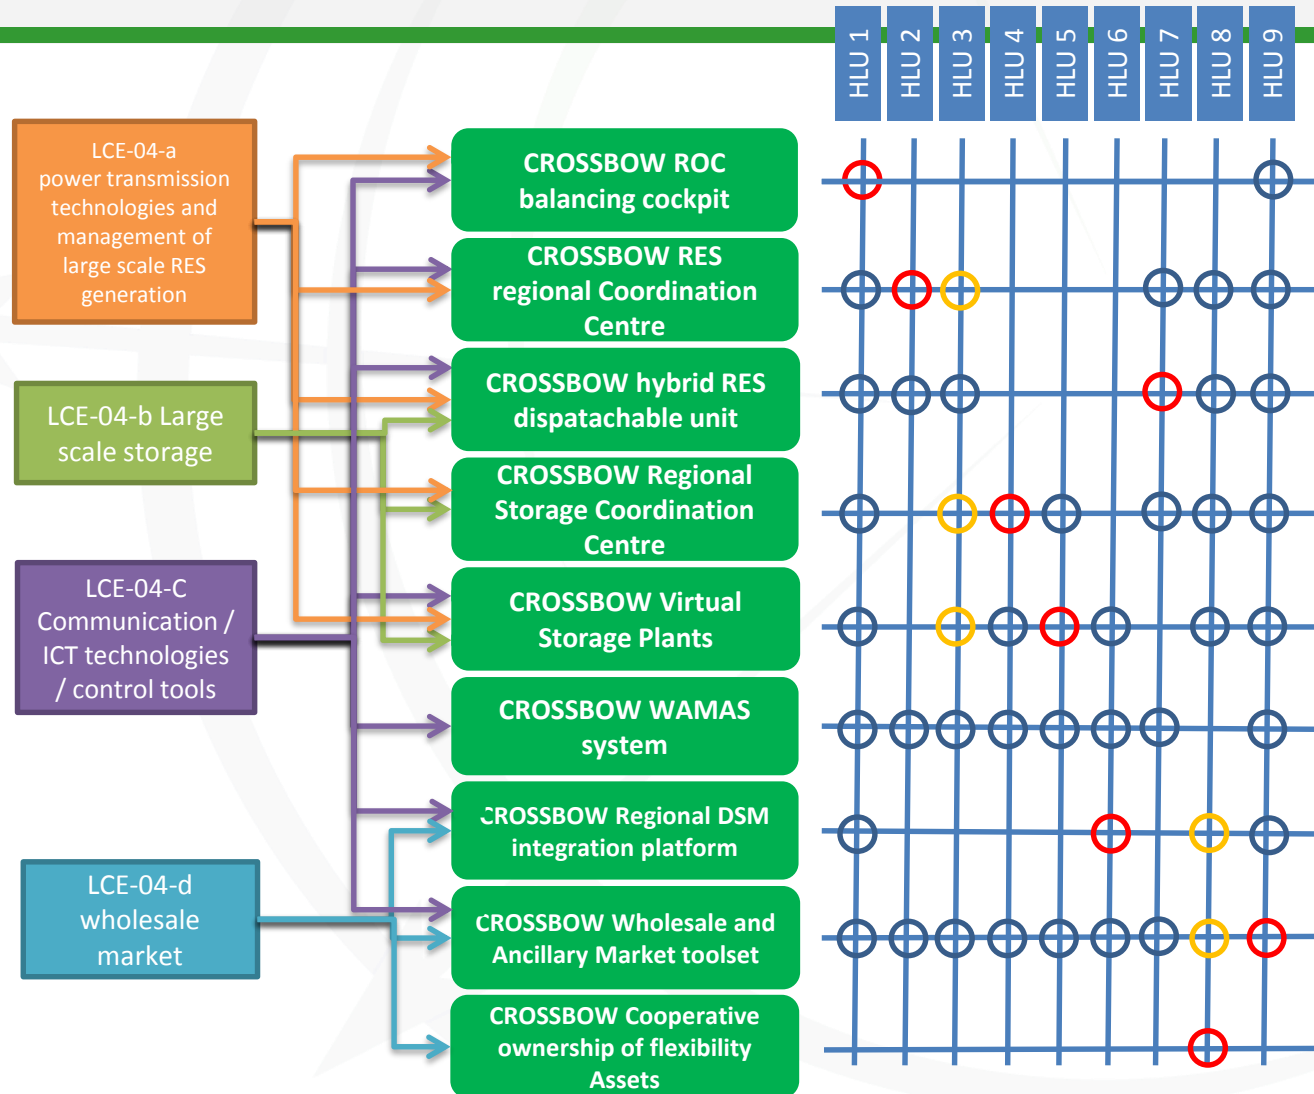 HLU 1
HLU 2
HLU 3
HLU 4
HLU 5
HLU 6
HLU 7
HLU 8
HLU 9
LCE-04-a
power transmission
technologies and
management of
large scale RES
generation
LCE-04-b Large
scale storage
LCE-04-C
Communication /
ICT technologies
/ control tools
LCE-04-d
wholesale
market
CROSSBOW ROC
balancing cockpit
CROSSBOW RES
regional Coordination
Centre
CROSSBOW hybrid RES
dispatachable unit
CROSSBOW Regional
Storage Coordination
Centre
CROSSBOW Virtual
Storage Plants
CROSSBOW WAMAS
system
CROSSBOW Regional DSM
integration platform
CROSSBOW Wholesale and
Ancillary Market toolset
CROSSBOW Cooperative
ownership of flexibility
Assets